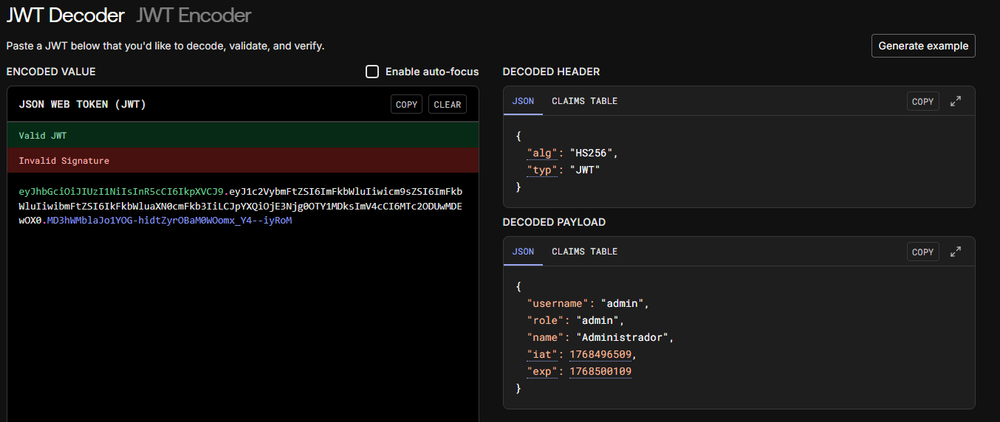 JWT Decoder JWT Encoder
Paste a JWT below that you'd like to decode, validate, and verify.
Generate example
ENCODED VALUE
Enable auto-focus
JSON WEB TOKEN (JWT)
COPY
CLEAR
Valid JWT
Invalid Signature
eyJhbGciOiJIUzI1NiIsInR5cCI6IkpXVCJ9.eyJ1c2VybmFtZSI6ImFkbWluIiwicm9sZSI6ImFkb
WluIiwibmFtZSI6IkFkbWluaXN0cmFkb3IiLCJpYXQiOjE3Njg0OTY1MDksImV4cCI6MTc2ODUwMDE
wOX0.MD3hWMblaJo1YOG-hidtZyrOBaM0WOomx_Y4--iyRoM
DECODED HEADER
JSON CLAIMS TABLE
COPY
{
"alg": "HS256",
"typ": "JWT"
}
DECODED PAYLOAD
JSON CLAIMS TABLE
COPY
{
"username": "admin",
"role": "admin",
"name": "Administrador",
"iat": 1768496509,
"exp": 1768500109
}